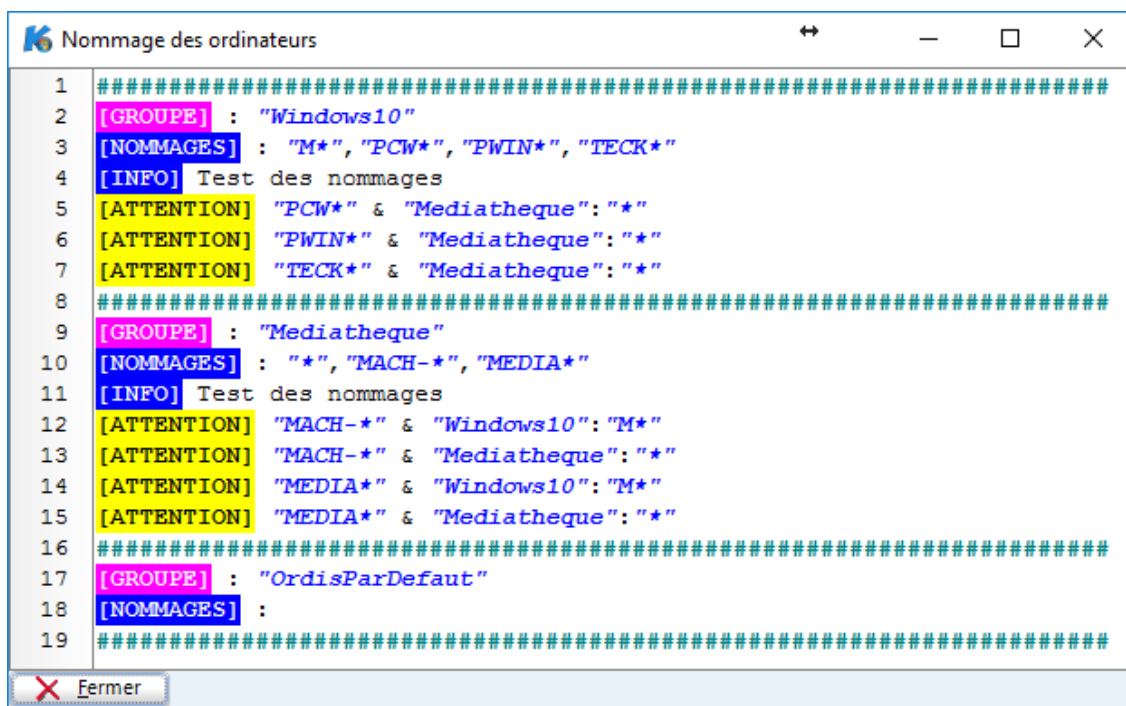 Nommage des ordinateurs
1 ######################################################################
2 [GROUPE] : "Windows10"
3 [NOMMAGES] : "M*","PCW*","PWIN*","TECK*"
4 [INFO] Test des nommages
5 [ATTENTION] "PCW*" & "Mediatheque":"*"
6 [ATTENTION] "PWIN*" & "Mediatheque":"*"
7 [ATTENTION] "TECK*" & "Mediatheque":"*"
8 ######################################################################
9 [GROUPE] : "Mediatheque"
10 [NOMMAGES] : "*","MACH-*","MEDIA*"
11 [INFO] Test des nommages
12 [ATTENTION] "MACH-*" & "Windows10":"M*"
13 [ATTENTION] "MACH-*" & "Mediatheque":"*"
14 [ATTENTION] "MEDIA*" & "Windows10":"M*"
15 [ATTENTION] "MEDIA*" & "Mediatheque":"*"
16 ######################################################################
17 [GROUPE] : "OrdisParDefaut"
18 [NOMMAGES] :
19 ######################################################################
Fermer